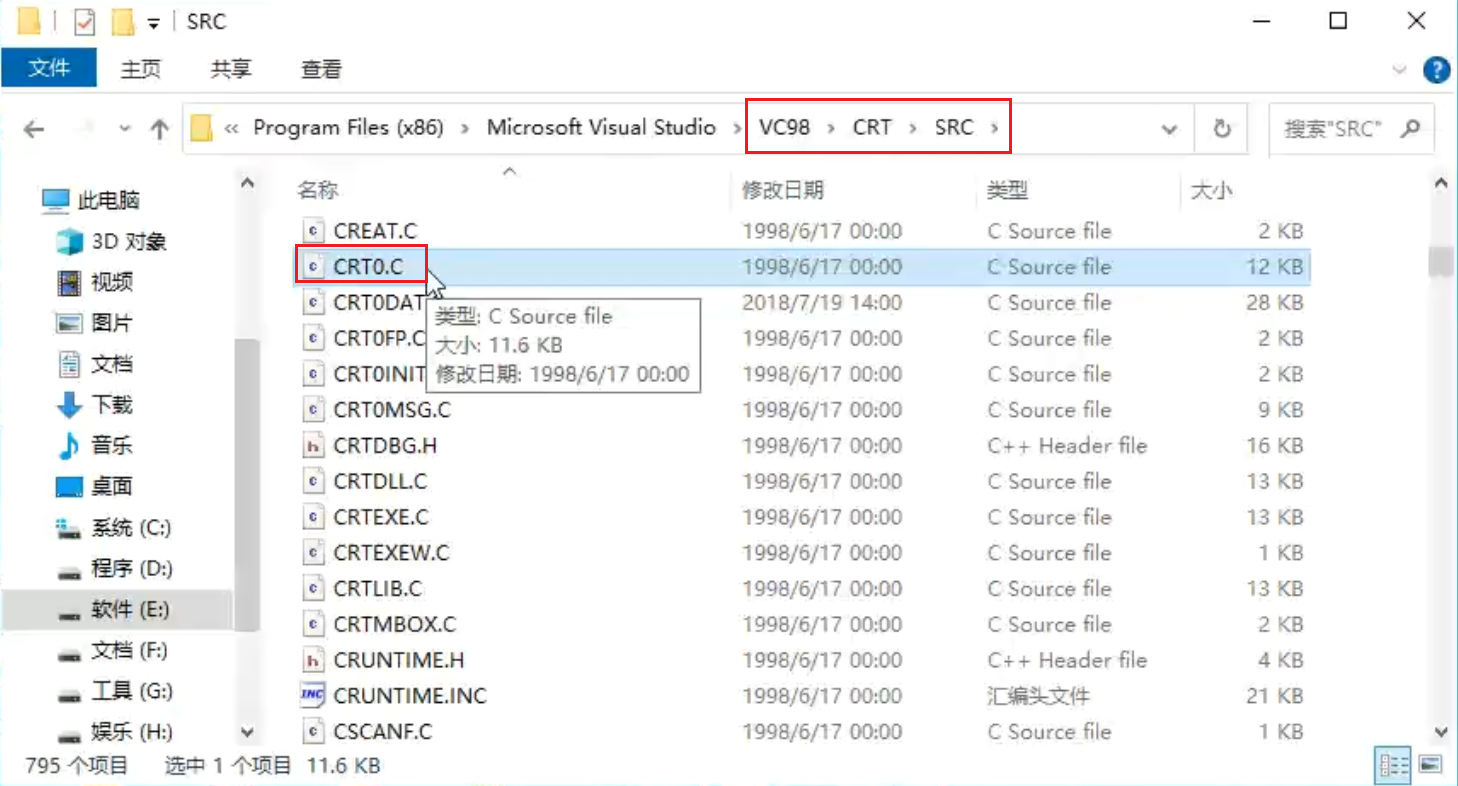 SRC
文件 主页 共享 查看
« Program Files (x86) › Microsoft Visual Studio › VC98 › CRT › SRC › 搜索"SRC"
此电脑
3D 对象
视频
图片
文档
下载
音乐
桌面
系统 (C:)
程序 (D:)
软件 (E:)
文档 (F:)
工具 (G:)
娱乐 (H:)
名称 修改日期 类型 大小
CREAT.C 1998/6/17 00:00 C Source file 2 KB
CRT0.C 1998/6/17 00:00 C Source file 12 KB
CRT0DAT 2018/7/19 14:00 C Source file 28 KB
CRT0FP.C 1998/6/17 00:00 C Source file 2 KB
CRT0INIT 1998/6/17 00:00 C Source file 2 KB
CRT0MSG.C 1998/6/17 00:00 C Source file 9 KB
CRTDBG.H 1998/6/17 00:00 C++ Header file 16 KB
CRTDLL.C 1998/6/17 00:00 C Source file 13 KB
CRTEXE.C 1998/6/17 00:00 C Source file 13 KB
CRTEXEW.C 1998/6/17 00:00 C Source file 1 KB
CRTLIB.C 1998/6/17 00:00 C Source file 13 KB
CRTMBOX.C 1998/6/17 00:00 C Source file 2 KB
CRUNTIME.H 1998/6/17 00:00 C++ Header file 4 KB
CRUNTIME.INC 1998/6/17 00:00 汇编头文件 21 KB
CSCANF.C 1998/6/17 00:00 C Source file 1 KB
类型: C Source file
大小: 11.6 KB
修改日期: 1998/6/17 00:00
795 个项目 选中 1 个项目 11.6 KB